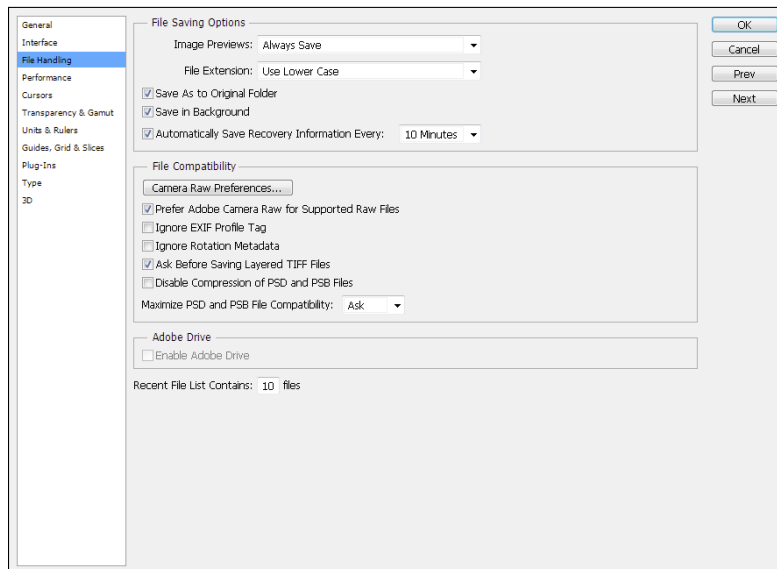 General
Interface
File Handling
Performance
Cursors
Transparency & Gamut
Units & Rulers
Guides, Grid & Slices
Plug-Ins
Type
3D
File Saving Options
Image Previews: Always Save
File Extension: Use Lower Case
Save As to Original Folder
Save in Background
Automatically Save Recovery Information Every: 10 Minutes
File Compatibility
Camera Raw Preferences...
Prefer Adobe Camera Raw for Supported Raw Files
Ignore EXIF Profile Tag
Ignore Rotation Metadata
Ask Before Saving Layered TIFF Files
Disable Compression of PSD and PSB Files
Maximize PSD and PSB File Compatibility: Ask
Adobe Drive
Enable Adobe Drive
Recent File List Contains: 10 files
OK
Cancel
Prev
Next